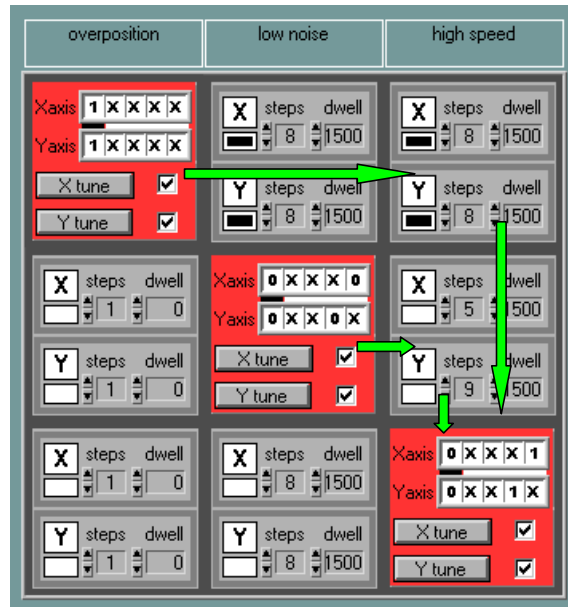 overposition low noise high speed
Xaxis 1 X X X X
X steps dwell
8 1500
X steps dwell
8 1500
Yaxis 1 X X X X
X tune
Y tune
Y steps dwell
8 1500
Y steps dwell
8 1500
X steps dwell
1 0
Xaxis 0 X X X 0
Yaxis 0 X X 0 X
X steps dwell
5 1500
Y steps dwell
1 0
X tune
Y tune
Y steps dwell
9 1500
X steps dwell
1 0
X steps dwell
8 1500
Xaxis 0 X X X 1
Yaxis 0 X X 1 X
Y steps dwell
1 0
Y steps dwell
8 1500
X tune
Y tune